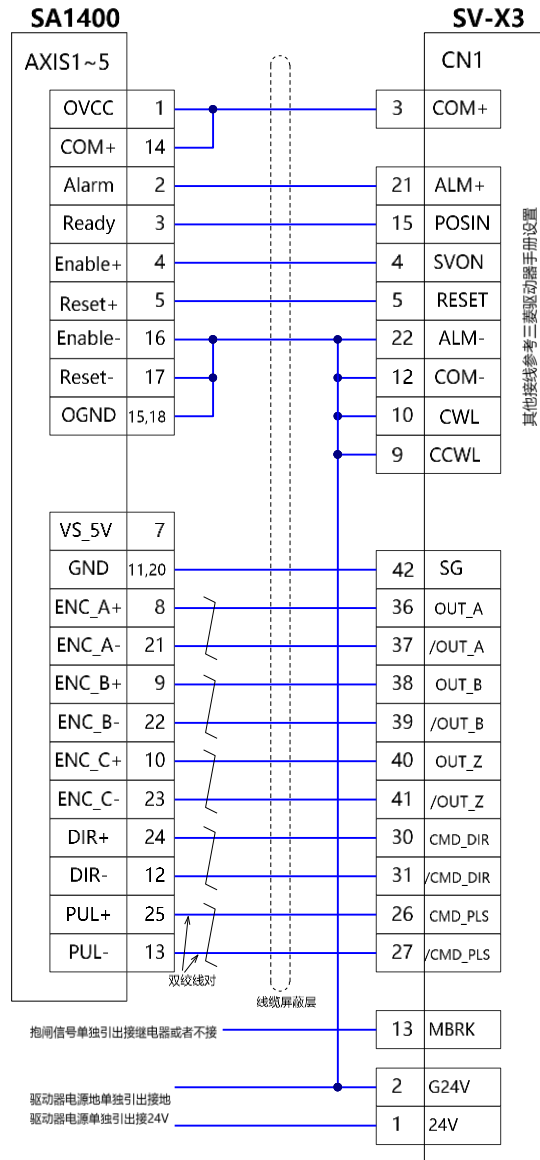 SA1400 SV-X3
AXIS1~5 CN1
OVCC 1 3 COM+
COM+ 14
Alarm 2 21 ALM+
Ready 3 15 POSIN
Enable+ 4 4 SVON
Reset+ 5 5 RESET
Enable- 16 22 ALM-
Reset- 17 12 COM-
OGND 15,18 10 CWL
9 CCWL
其他接线参考三菱驱动器手册设置
VS_5V 7
GND 11,20 42 SG
ENC_A+ 8 36 OUT_A
ENC_A- 21 37 /OUT_A
ENC_B+ 9 38 OUT_B
ENC_B- 22 39 /OUT_B
ENC_C+ 10 40 OUT_Z
ENC_C- 23 41 /OUT_Z
DIR+ 24 30 CMD_DIR
DIR- 12 31 /CMD_DIR
PUL+ 25 26 CMD_PLS
PUL- 13 27 /CMD_PLS
双绞线对
线缆屏蔽层
抱闸信号单独引出接继电器或者不接 13 MBRK
驱动器电源地单独引出接地 2 G24V
驱动器电源单独引出接24V 1 24V